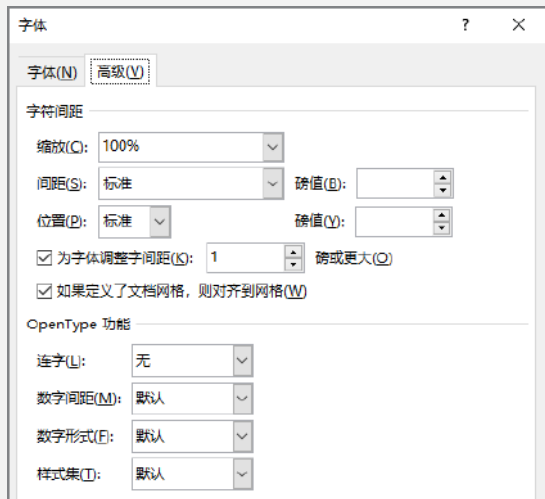 字体 ? ×
字体(N) 高级(V)
字符间距
缩放(C): 100%
间距(S): 标准 磅值(B):
位置(P): 标准 磅值(Y):
为字体调整字间距(K): 1 磅或更大(O)
如果定义了文档网格，则对齐到网格(W)
OpenType 功能
连字(L): 无
数字间距(M): 默认
数字形式(F): 默认
样式集(T): 默认